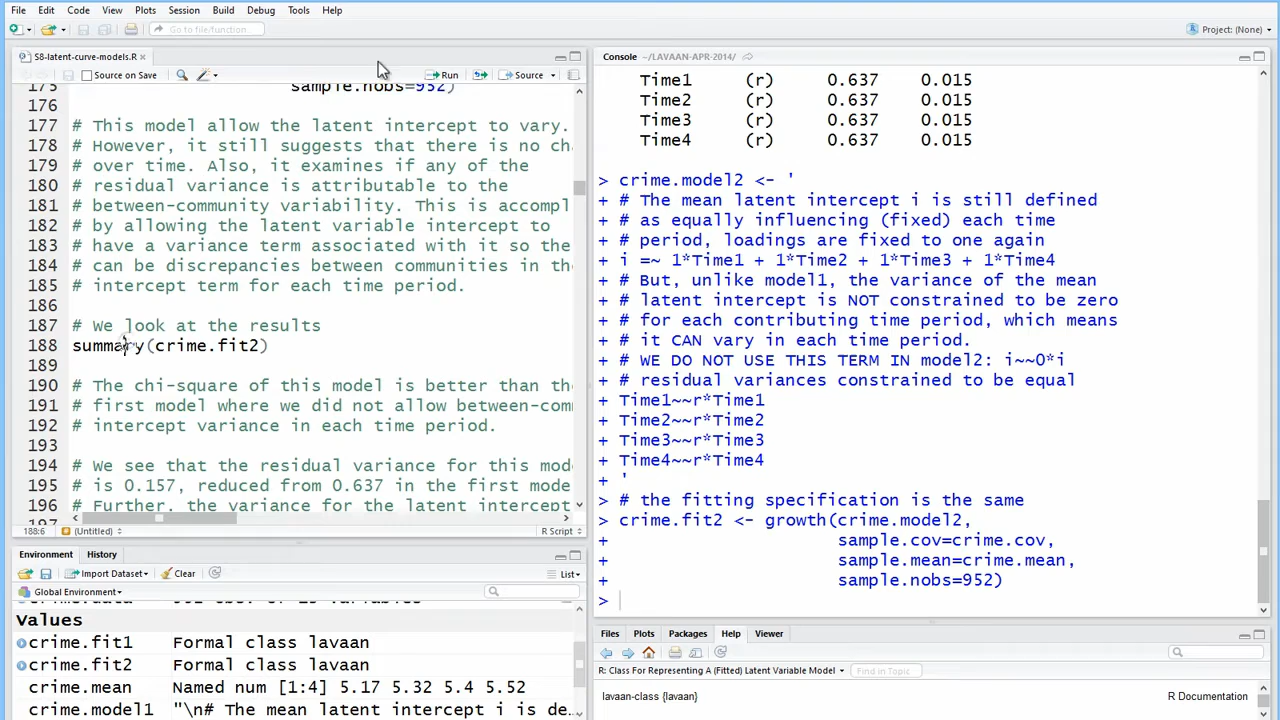 File Edit Code View Plots Session Build Debug Tools Help
Go to file/function
Project: (None)
S8-latent-curve-models.R
Source on Save Run Source
175 sample.nobs=952)
176
177 # This model allow the latent intercept to vary.
178 # However, it still suggests that there is no ch
179 # over time. Also, it examines if any of the
180 # residual variance is attributable to the
181 # between-community variability. This is accompl
182 # by allowing the latent variable intercept to
183 # have a variance term associated with it so the
184 # can be discrepancies between communities in th
185 # intercept term for each time period.
186
187 # We look at the results
188 summary(crime.fit2)
189
190 # The chi-square of this model is better than th
191 # first model where we did not allow between-com
192 # intercept variance in each time period.
193
194 # We see that the residual variance for this mod
195 # is 0.157, reduced from 0.637 in the first mode
196 # Further, the variance for the latent intercept
197
188:6 (Untitled) R Script
Environment History
Import Dataset Clear List
Global Environment
Values
crime.fit1 Formal class lavaan
crime.fit2 Formal class lavaan
crime.mean Named num [1:4] 5.17 5.32 5.4 5.52
crime.model1 "\n# The mean latent intercept i is de…
Console ~/LAVAAN-APR-2014/
Time1 (r) 0.637 0.015
Time2 (r) 0.637 0.015
Time3 (r) 0.637 0.015
Time4 (r) 0.637 0.015
> crime.model2 <- '
+ # The mean latent intercept i is still defined
+ # as equally influencing (fixed) each time
+ # period, loadings are fixed to one again
+ i =~ 1*Time1 + 1*Time2 + 1*Time3 + 1*Time4
+ # But, unlike model1, the variance of the mean
+ # latent intercept is NOT constrained to be zero
+ # for each contributing time period, which means
+ # it CAN vary in each time period.
+ # WE DO NOT USE THIS TERM IN model2: i~~0*i
+ # residual variances constrained to be equal
+ Time1~~r*Time1
+ Time2~~r*Time2
+ Time3~~r*Time3
+ Time4~~r*Time4
+ '
> # the fitting specification is the same
> crime.fit2 <- growth(crime.model2,
+ sample.cov=crime.cov,
+ sample.mean=crime.mean,
+ sample.nobs=952)
>
Files Plots Packages Help Viewer
R: Class For Representing A (Fitted) Latent Variable Model Find in Topic
lavaan-class {lavaan} R Documentation